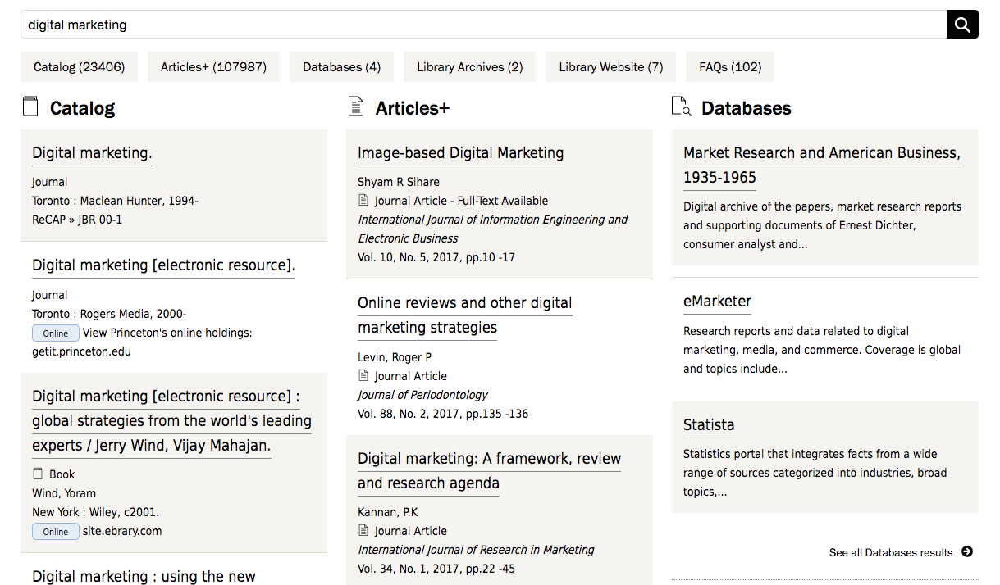 digital marketing
Catalog (23406)
Articles+ (107987)
Databases (4)
Library Archives (2)
Library Website (7)
FAQs (102)
Catalog
Digital marketing.
Journal
Toronto : Maclean Hunter, 1994-
ReCAP » JBR 00-1
Digital marketing [electronic resource].
Journal
Toronto : Rogers Media, 2000-
Online View Princeton's online holdings:
getit.princeton.edu
Digital marketing [electronic resource] :
global strategies from the world's leading
experts / Jerry Wind, Vijay Mahajan.
Book
Wind, Yoram
New York : Wiley, c2001.
Online site.ebrary.com
Digital marketing : using the new
Articles+
Image-based Digital Marketing
Shyam R Sihare
Journal Article - Full-Text Available
International Journal of Information Engineering and
Electronic Business
Vol. 10, No. 5, 2017, pp.10 -17
Online reviews and other digital
marketing strategies
Levin, Roger P
Journal Article
Journal of Periodontology
Vol. 88, No. 2, 2017, pp.135 -136
Digital marketing: A framework, review
and research agenda
Kannan, P.K
Journal Article
International Journal of Research in Marketing
Vol. 34, No. 1, 2017, pp.22 -45
Databases
Market Research and American Business,
1935-1965
Digital archive of the papers, market research reports
and supporting documents of Ernest Dichter,
consumer analyst and...
eMarketer
Research reports and data related to digital
marketing, media, and commerce. Coverage is global
and topics include...
Statista
Statistics portal that integrates facts from a wide
range of sources categorized into industries, broad
topics,...
See all Databases results